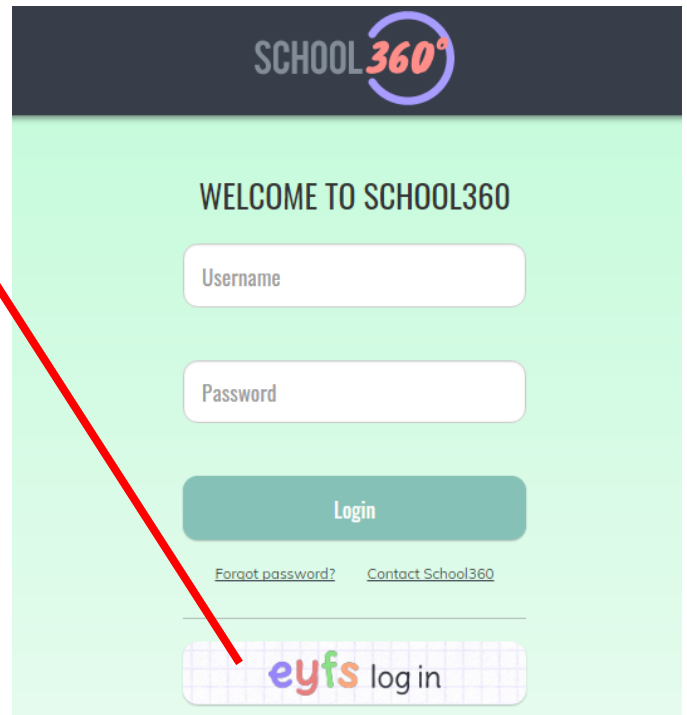 SCHOOL360°
WELCOME TO SCHOOL360
Username
Password
Login
Forgot password? Contact School360
eyfs log in